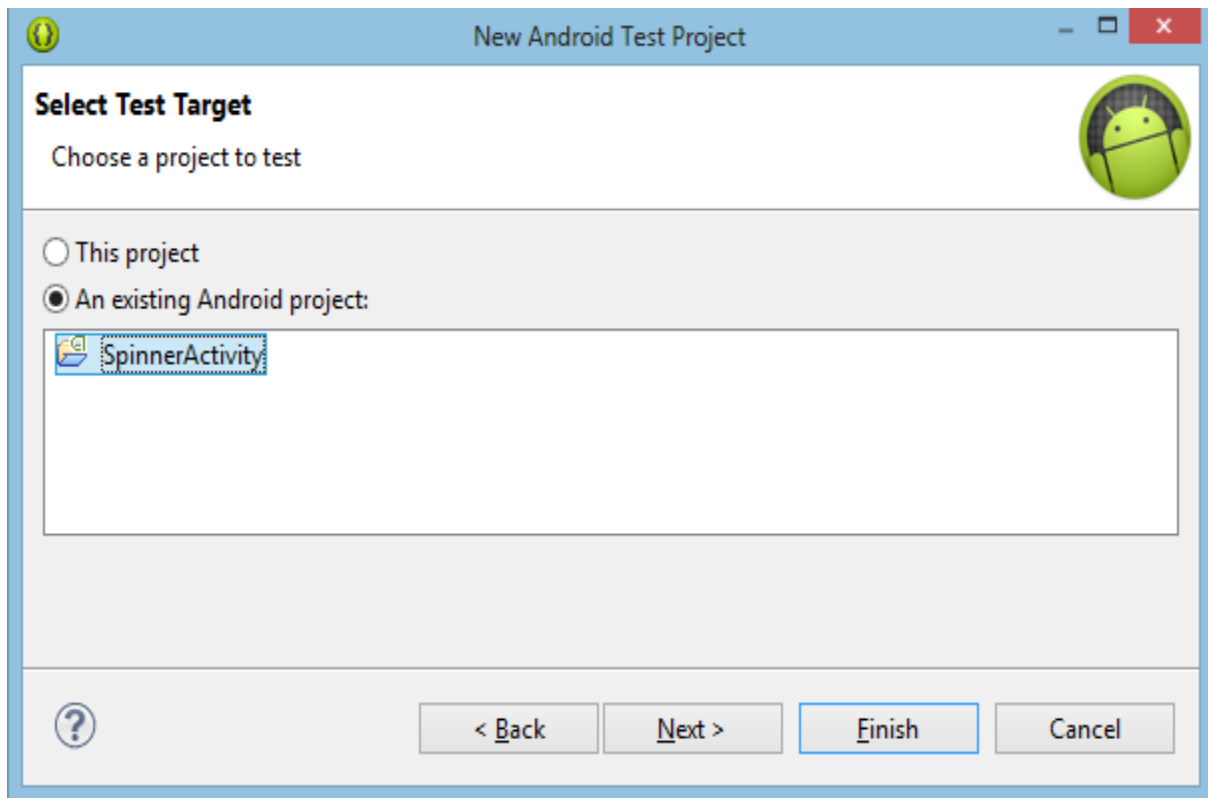 New Android Test Project
Select Test Target
Choose a project to test
This project
An existing Android project:
SpinnerActivity
< Back
Next >
Finish
Cancel